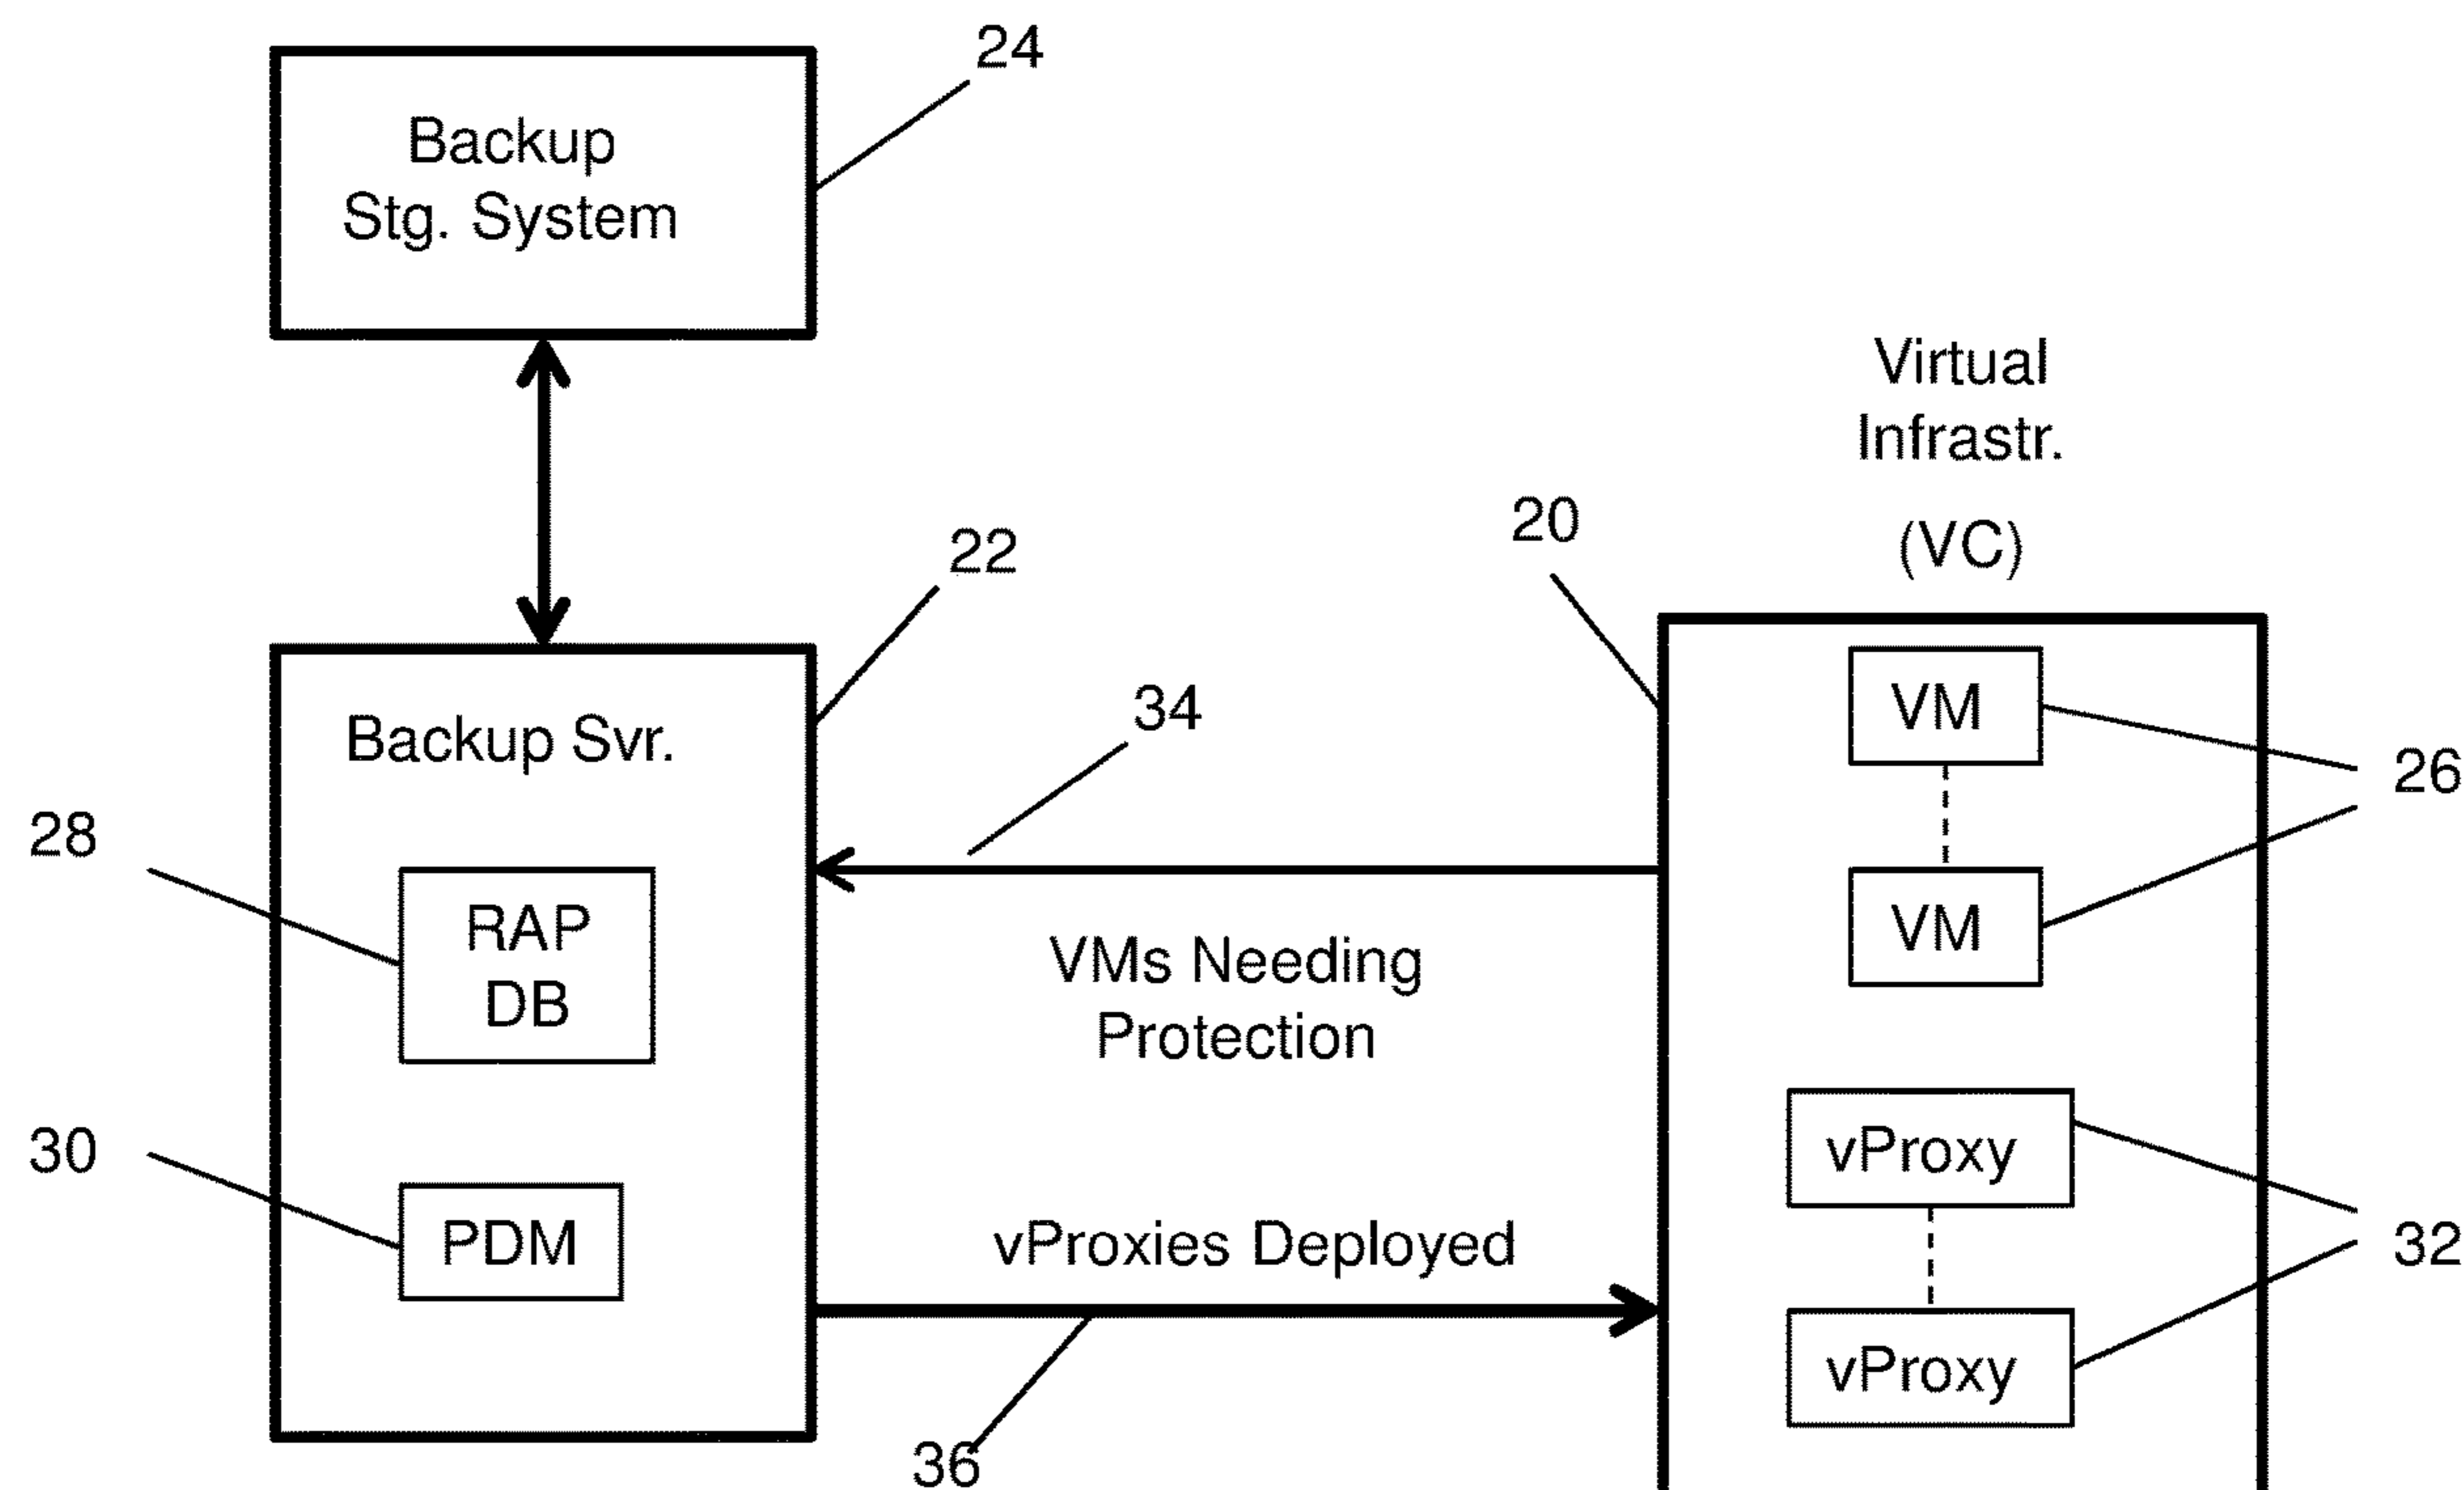 24
Backup
Stg. System
Virtual
Infrastr.
(VC)
20
22
Backup Svr.
34
VM
26
VM
28
RAP
DB
VMs Needing
Protection
30
PDM
vProxies Deployed
vProxy
32
vProxy
36